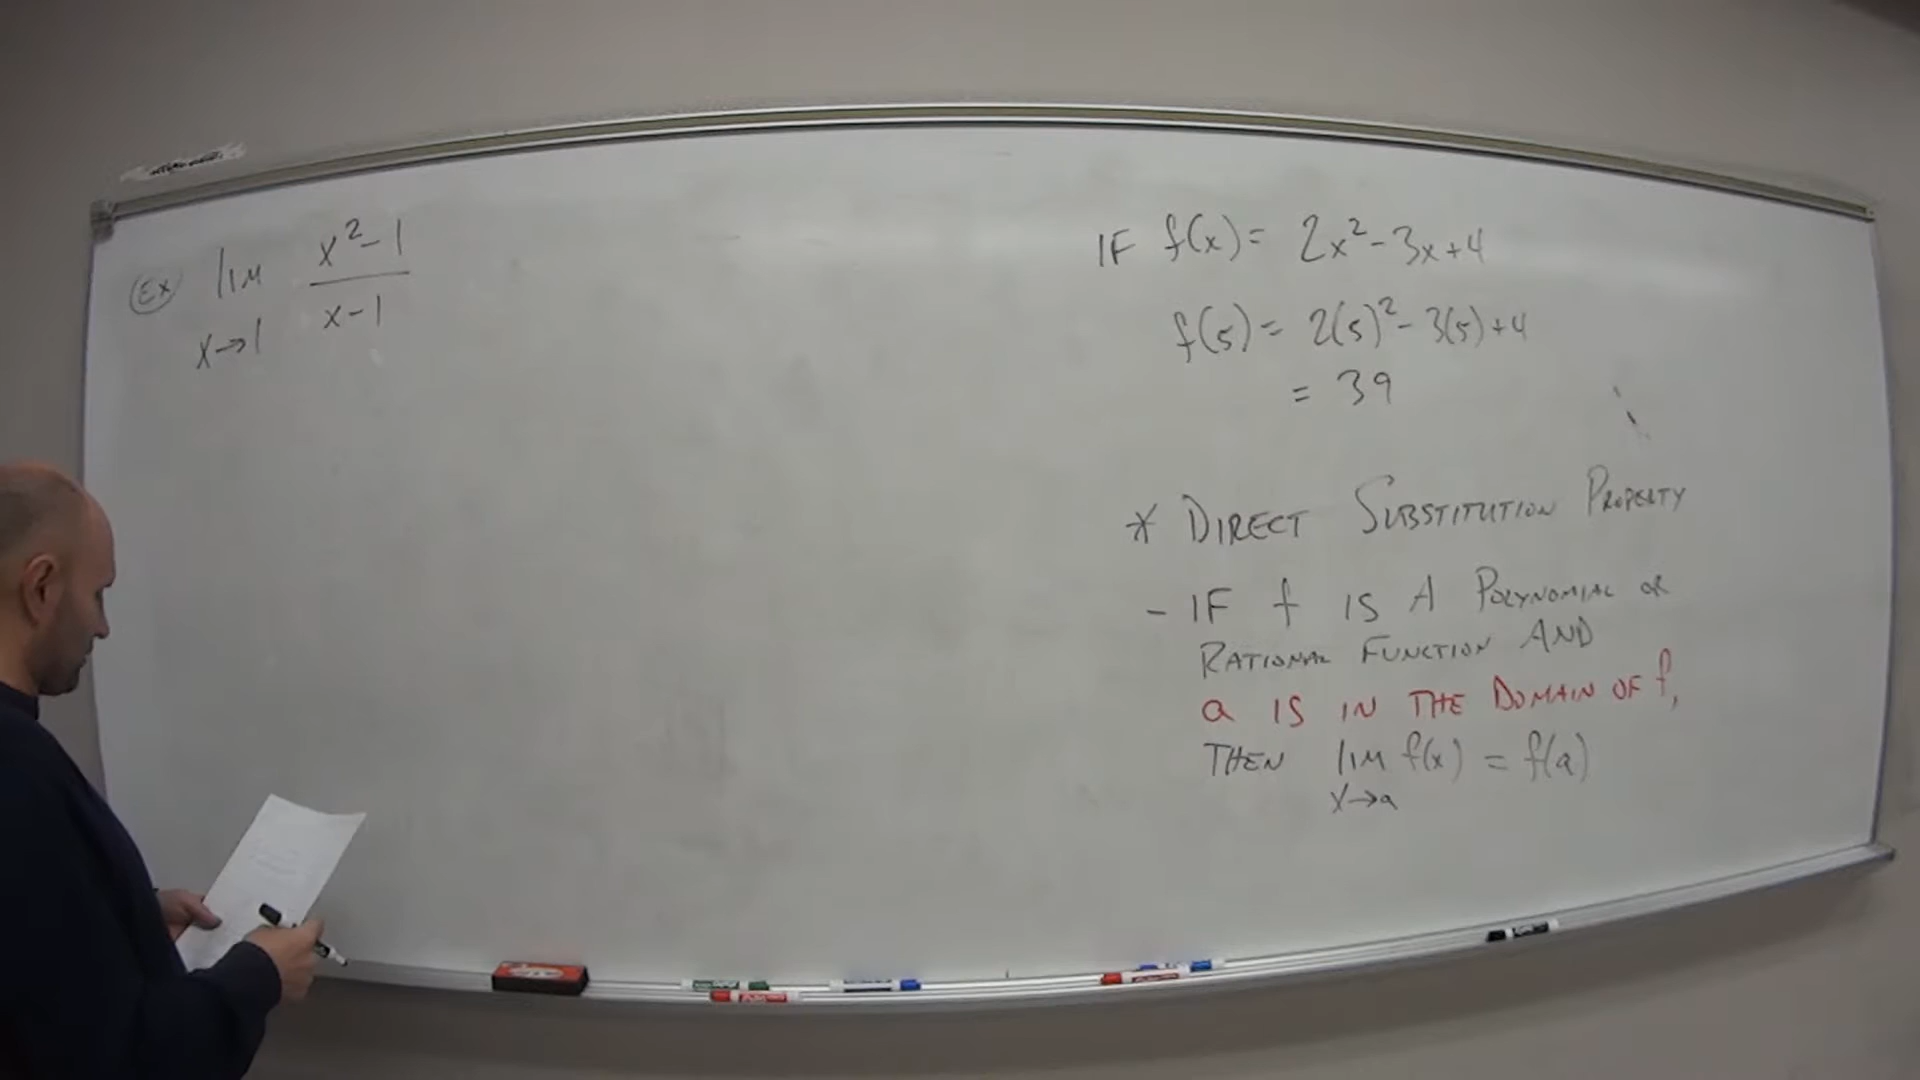 Ex lim x²-1
x-1
x→1
IF f(x) = 2x²-3x+4
f(5) = 2(5)²-3(5)+4
= 39
* DIRECT SUBSTITUTION PROPERTY
- IF f IS A POLYNOMIAL OR
RATIONAL FUNCTION AND
a IS IN THE DOMAIN OF f,
THEN lim f(x) = f(a)
x→a